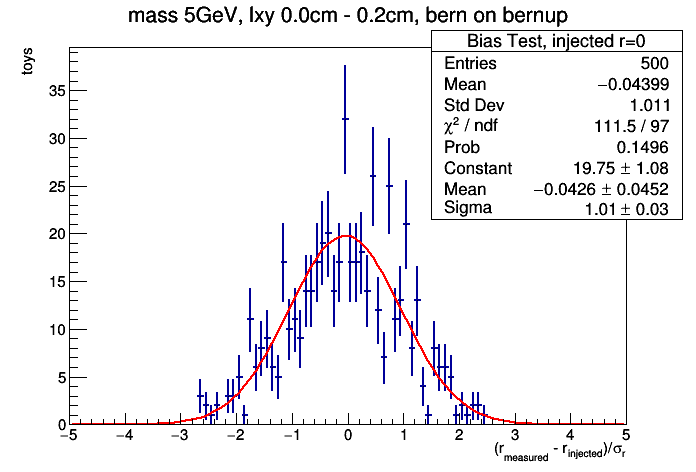 mass 5GeV, lxy 0.0cm - 0.2cm, bern on bernup
Bias Test, injected r=0
Entries 500
Mean −0.04399
Std Dev 1.011
χ² / ndf 111.5 / 97
Prob 0.1496
Constant 19.75 ± 1.08
Mean −0.0426 ± 0.0452
Sigma 1.01 ± 0.03
toys
35
30
25
20
15
10
5
0
−5 −4 −3 −2 −1 0 1 2 3 4 5
(r_measured - r_injected)/σ_r